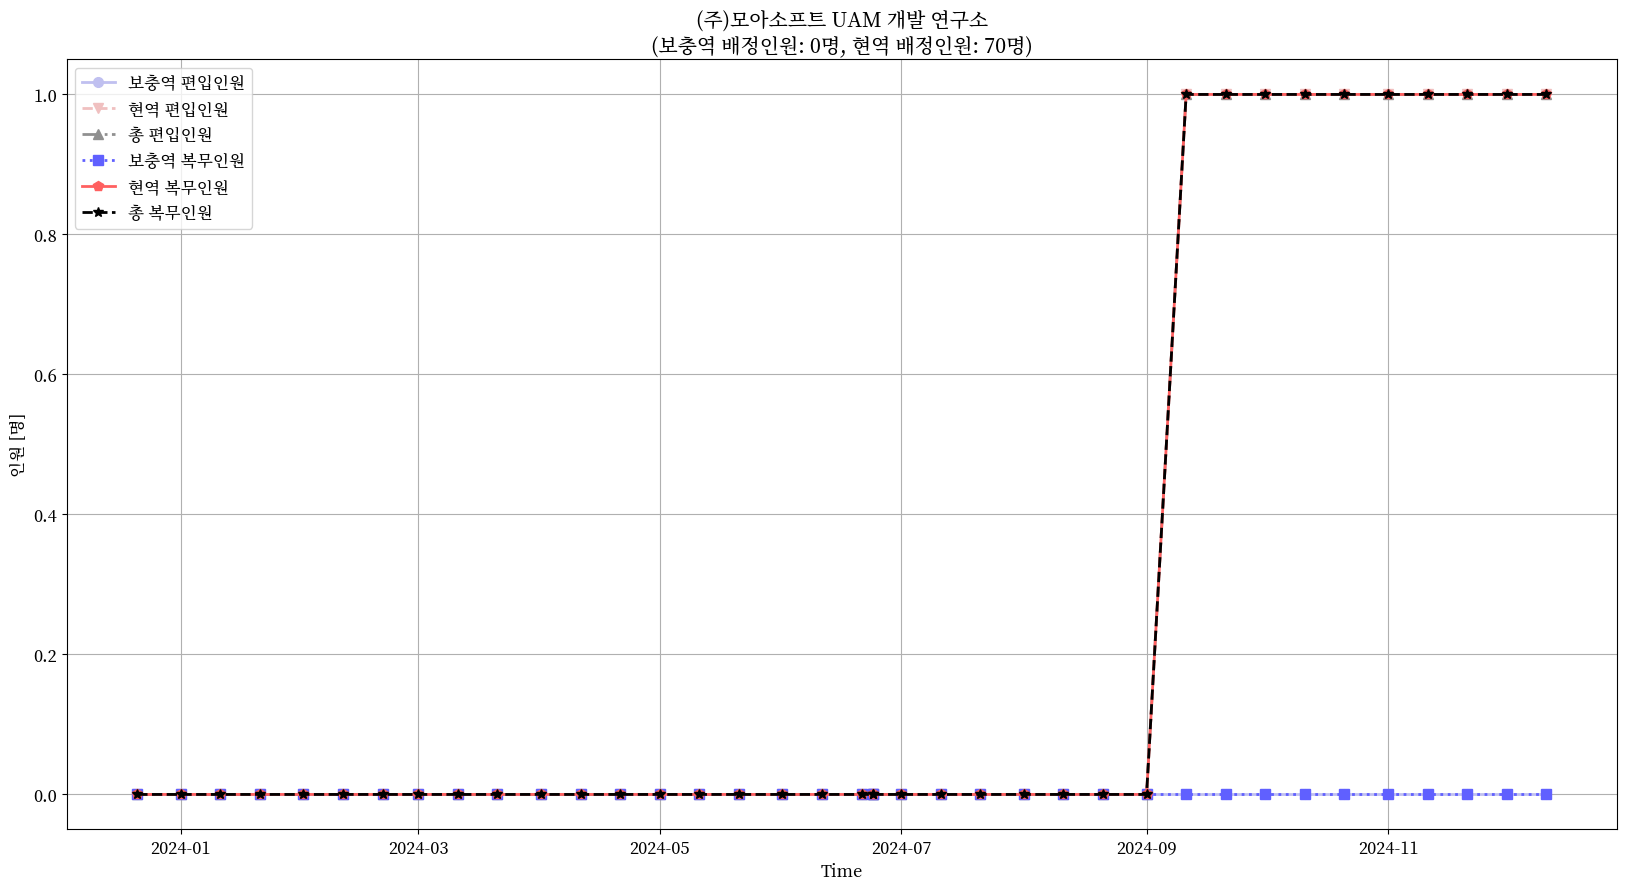 (주)모아소프트 UAM 개발 연구소
(보충역 배정인원: 0명, 현역 배정인원: 70명)
보충역 편입인원
현역 편입인원
총 편입인원
보충역 복무인원
현역 복무인원
총 복무인원
1.0
0.8
0.6
0.4
0.2
0.0
인원 [명]
2024-01
2024-03
2024-05
2024-07
2024-09
2024-11
Time